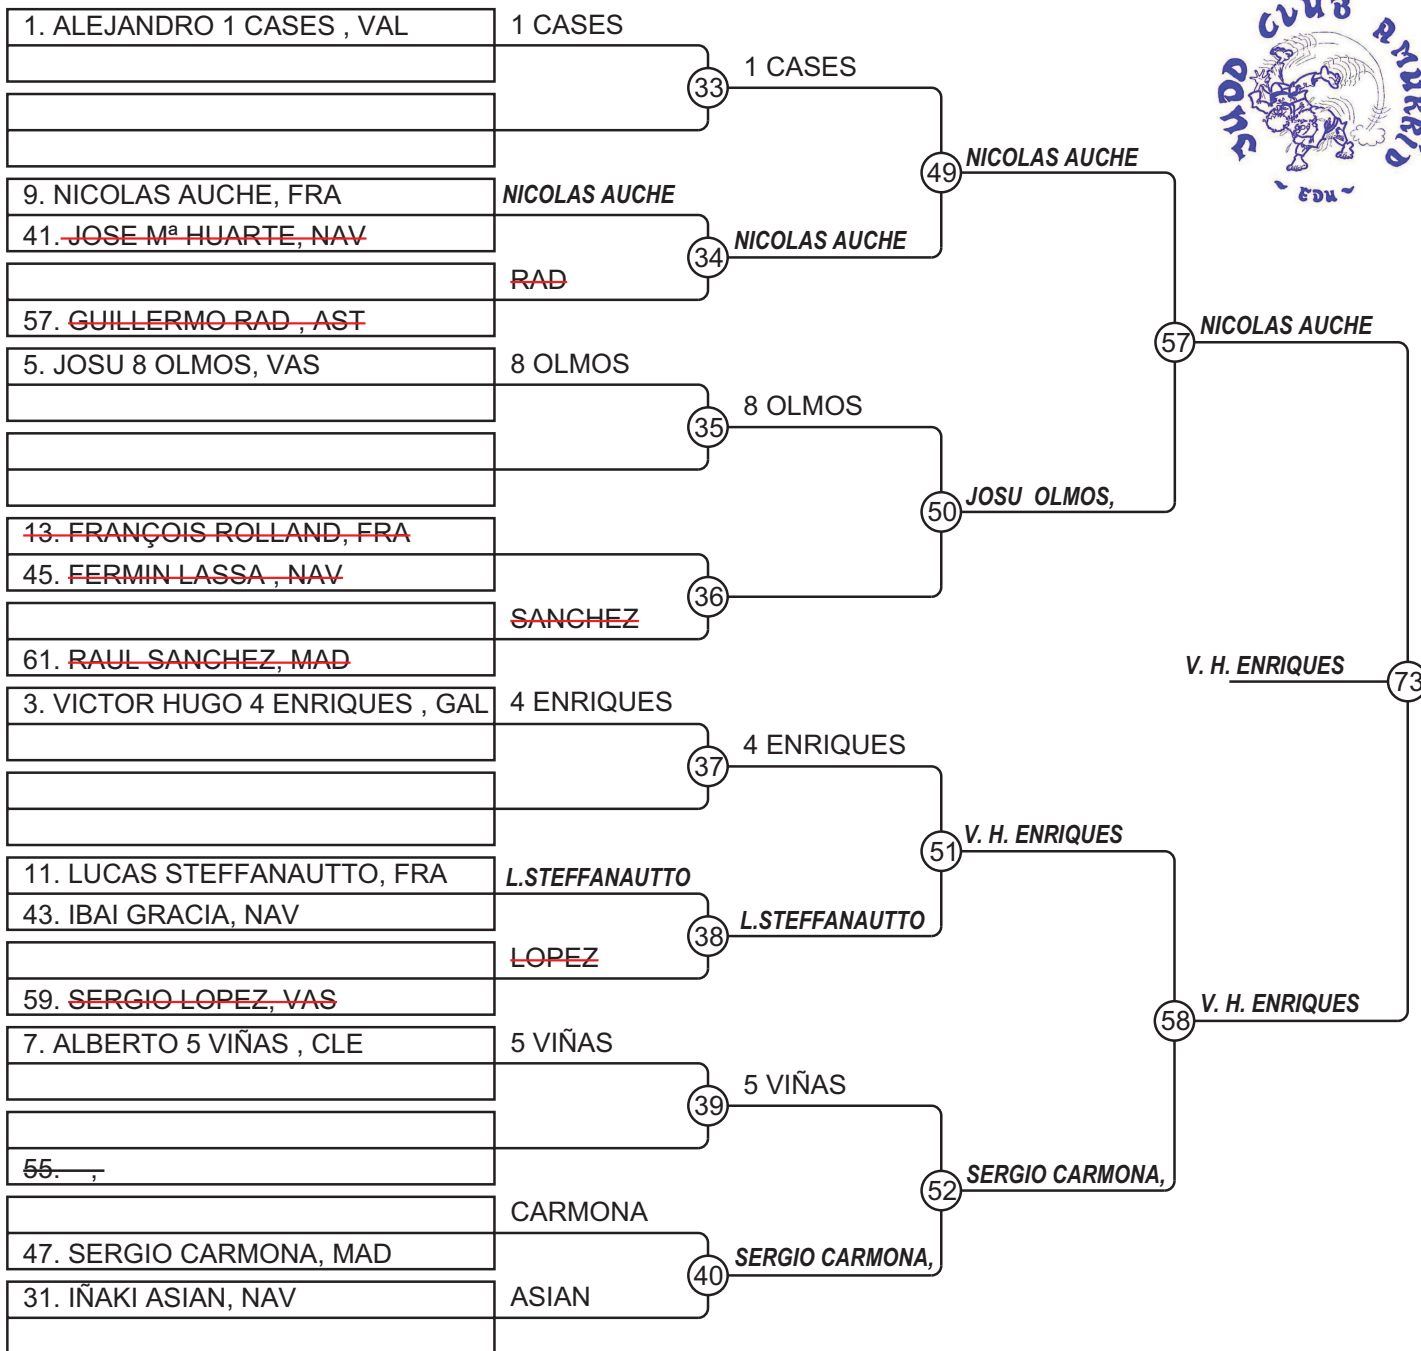 1. ALEJANDRO 1 CASES , VAL
1 CASES
33
1 CASES
49
NICOLAS AUCHE
JUDO CLUB AMURRIO
~ EDU ~
9. NICOLAS AUCHE, FRA
NICOLAS AUCHE
41. JOSE Mª HUARTE, NAV
34
NICOLAS AUCHE
RAD
57. GUILLERMO RAD , AST
57
NICOLAS AUCHE
5. JOSU 8 OLMOS, VAS
8 OLMOS
35
8 OLMOS
50
JOSU OLMOS,
13. FRANÇOIS ROLLAND, FRA
45. FERMIN LASSA , NAV
36
SANCHEZ
61. RAUL SANCHEZ, MAD
V. H. ENRIQUES
73
3. VICTOR HUGO 4 ENRIQUES , GAL
4 ENRIQUES
37
4 ENRIQUES
51
V. H. ENRIQUES
11. LUCAS STEFFANAUTTO, FRA
L.STEFFANAUTTO
43. IBAI GRACIA, NAV
38
L.STEFFANAUTTO
LOPEZ
59. SERGIO LOPEZ, VAS
58
V. H. ENRIQUES
7. ALBERTO 5 VIÑAS , CLE
5 VIÑAS
39
5 VIÑAS
55. ,
52
SERGIO CARMONA,
CARMONA
47. SERGIO CARMONA, MAD
40
SERGIO CARMONA,
31. IÑAKI ASIAN, NAV
ASIAN